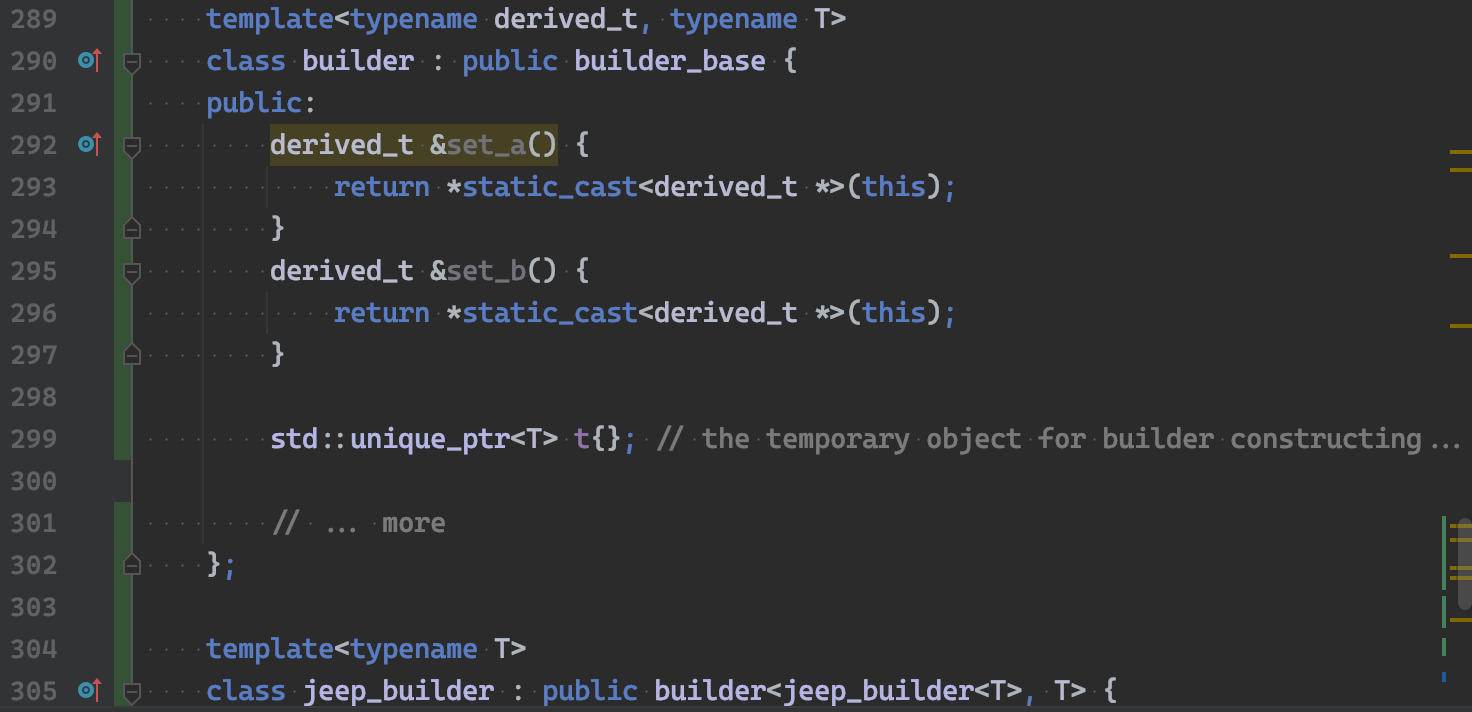 289 template<typename derived_t, typename T>
290 class builder : public builder_base {
291 public:
292 derived_t &set_a() {
293 return *static_cast<derived_t *>(this);
294 }
295 derived_t &set_b() {
296 return *static_cast<derived_t *>(this);
297 }
298
299 std::unique_ptr<T> t{}; // the temporary object for builder constructing...
300
301 // ... more
302 };
303
304 template<typename T>
305 class jeep_builder : public builder<jeep_builder<T>, T> {